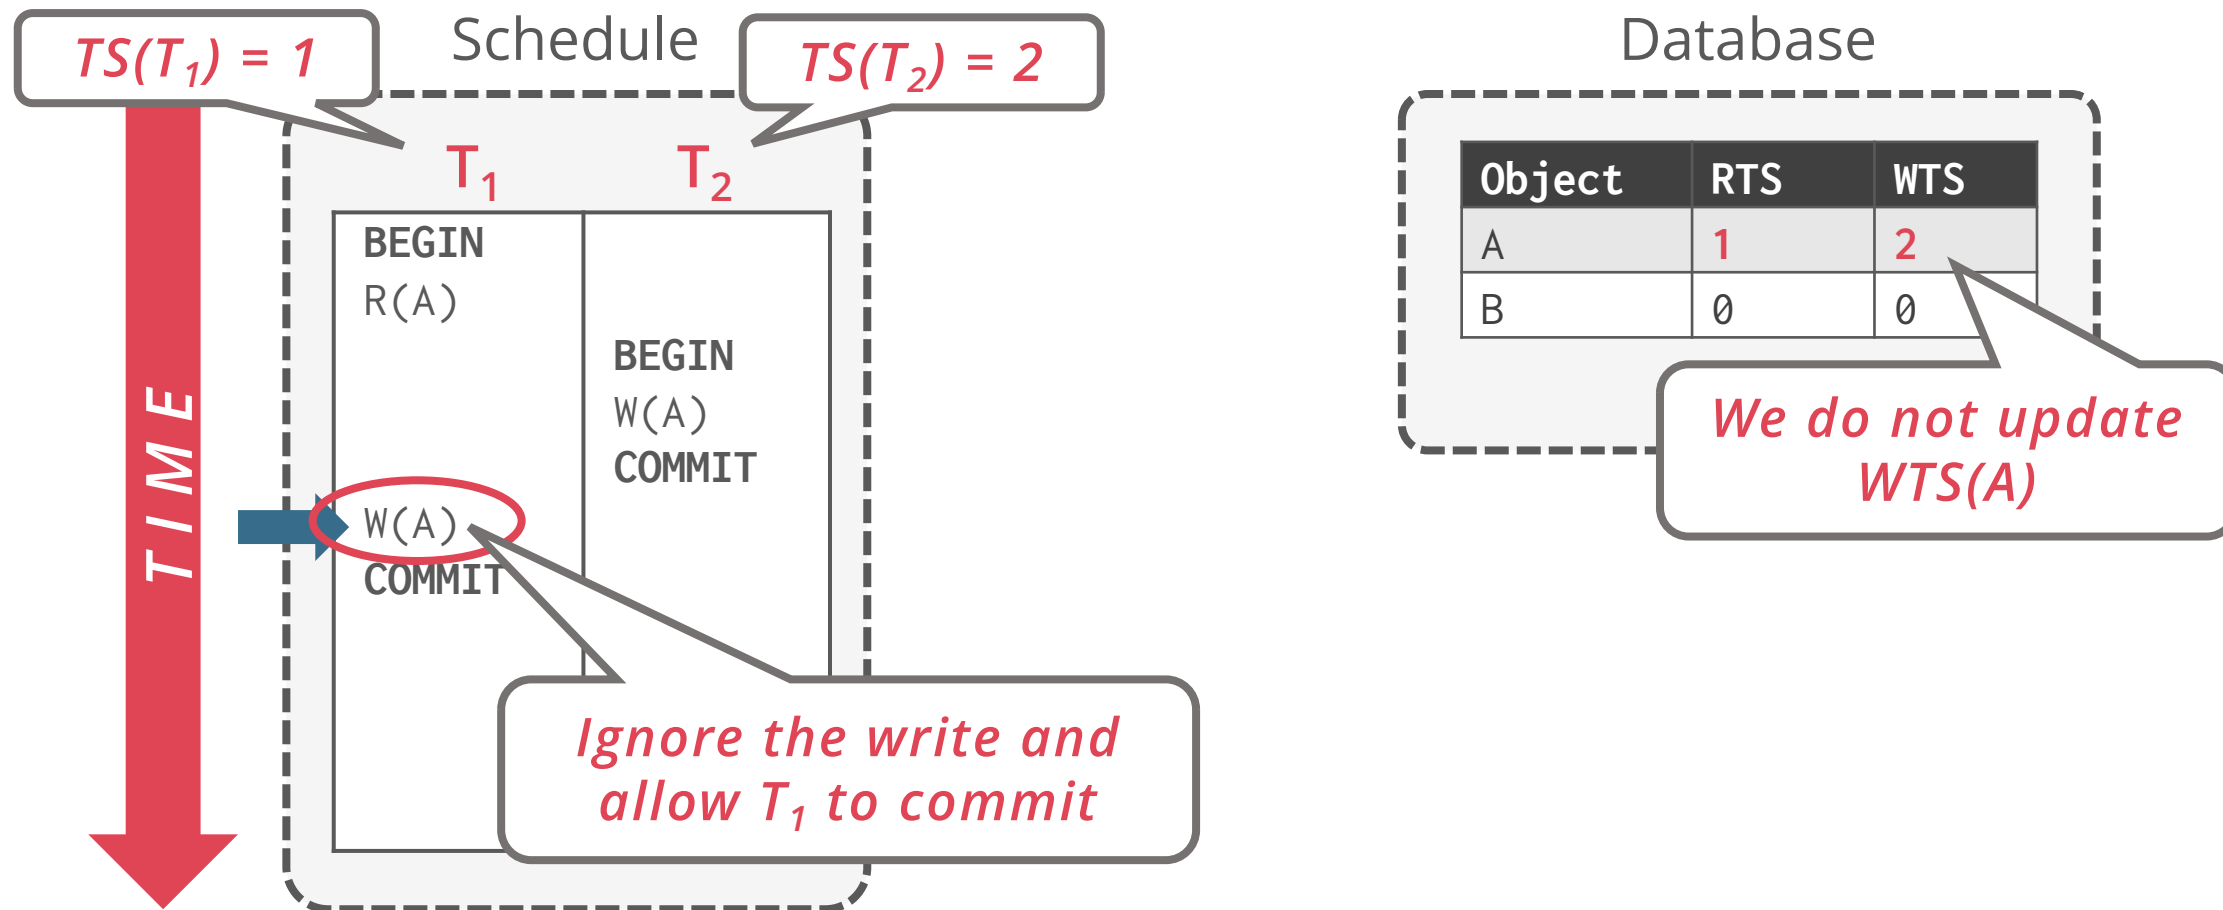 TS(T₁) = 1
Schedule
TS(T₂) = 2
Database
TIME
T₁ T₂
BEGIN
R(A)
BEGIN
W(A)
COMMIT
W(A)
COMMIT
Ignore the write and
allow T₁ to commit
Object RTS WTS
A 1 2
B 0 0
We do not update
WTS(A)